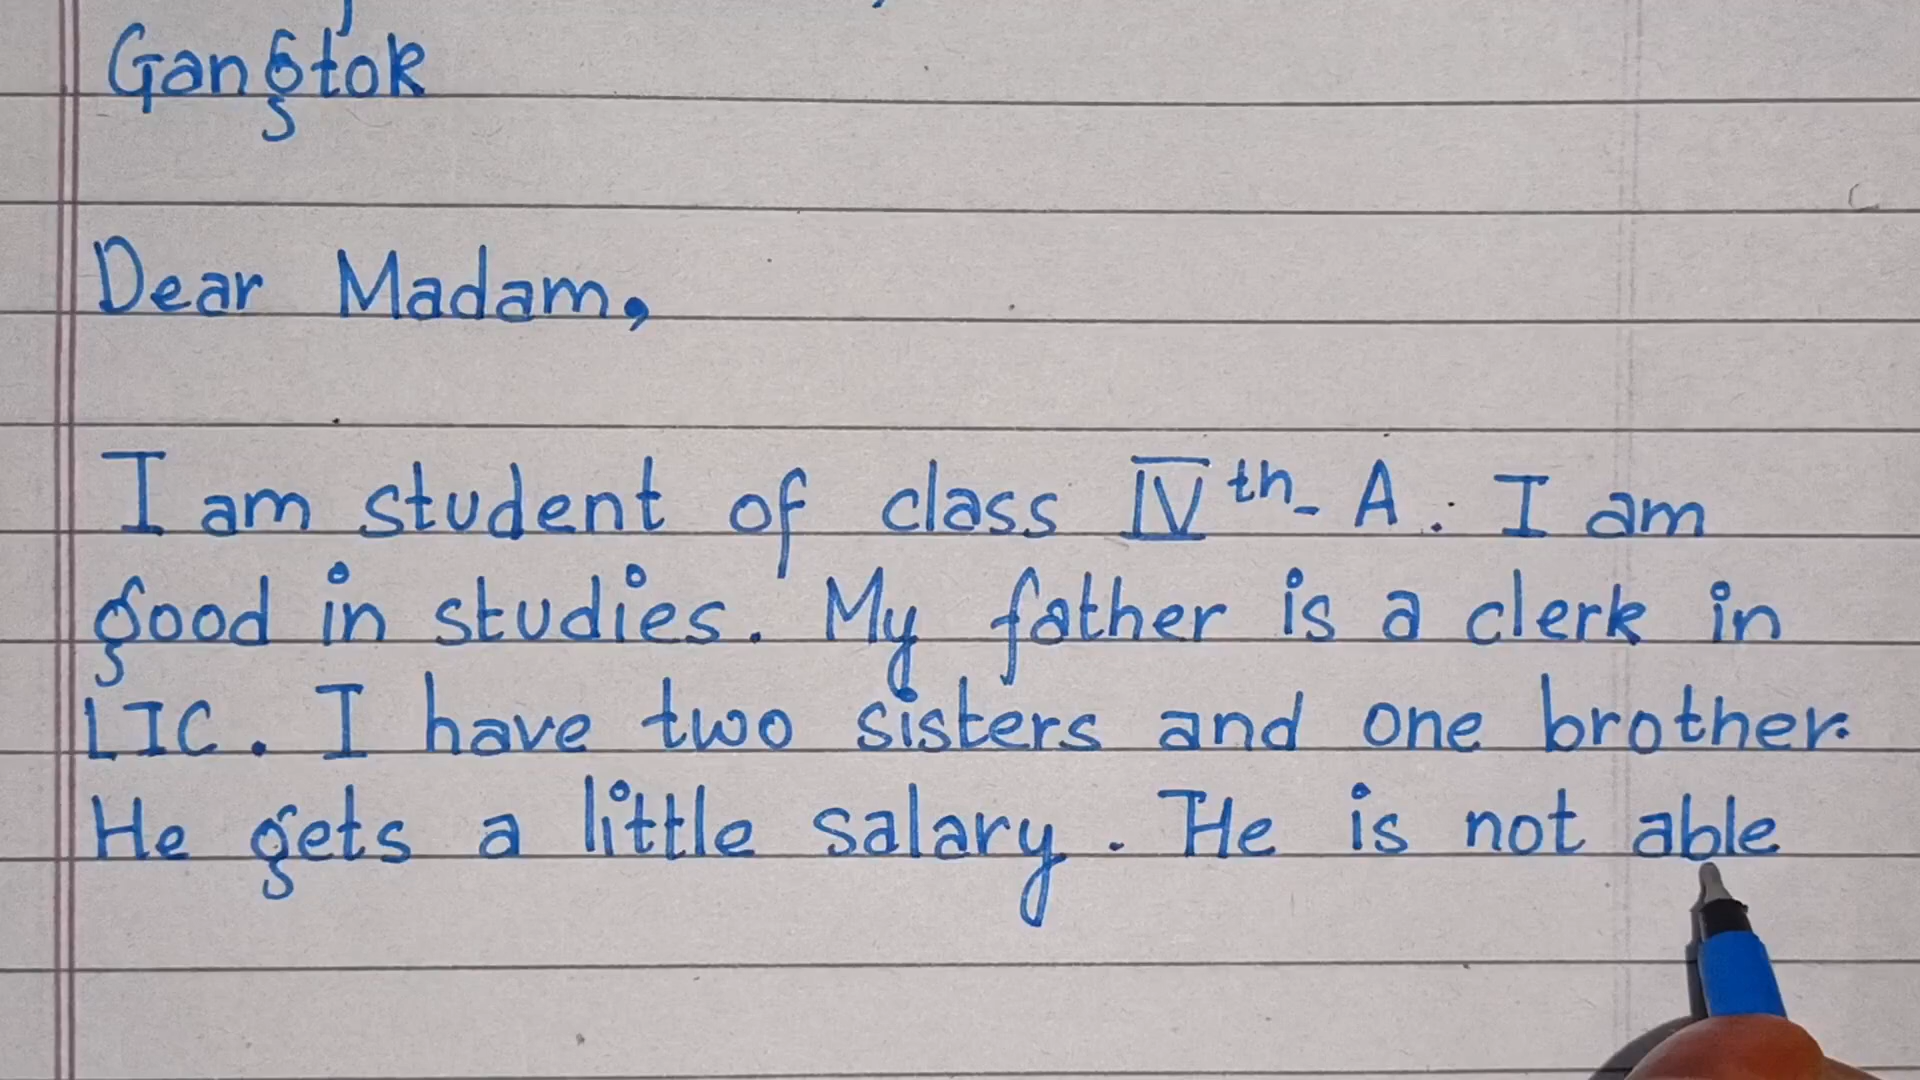 Gangtok
Dear Madam,
I am student of class IVth- A. I am
good in studies. My father is a clerk in
LIC. I have two sisters and one brother.
He gets a little salary. He is not able